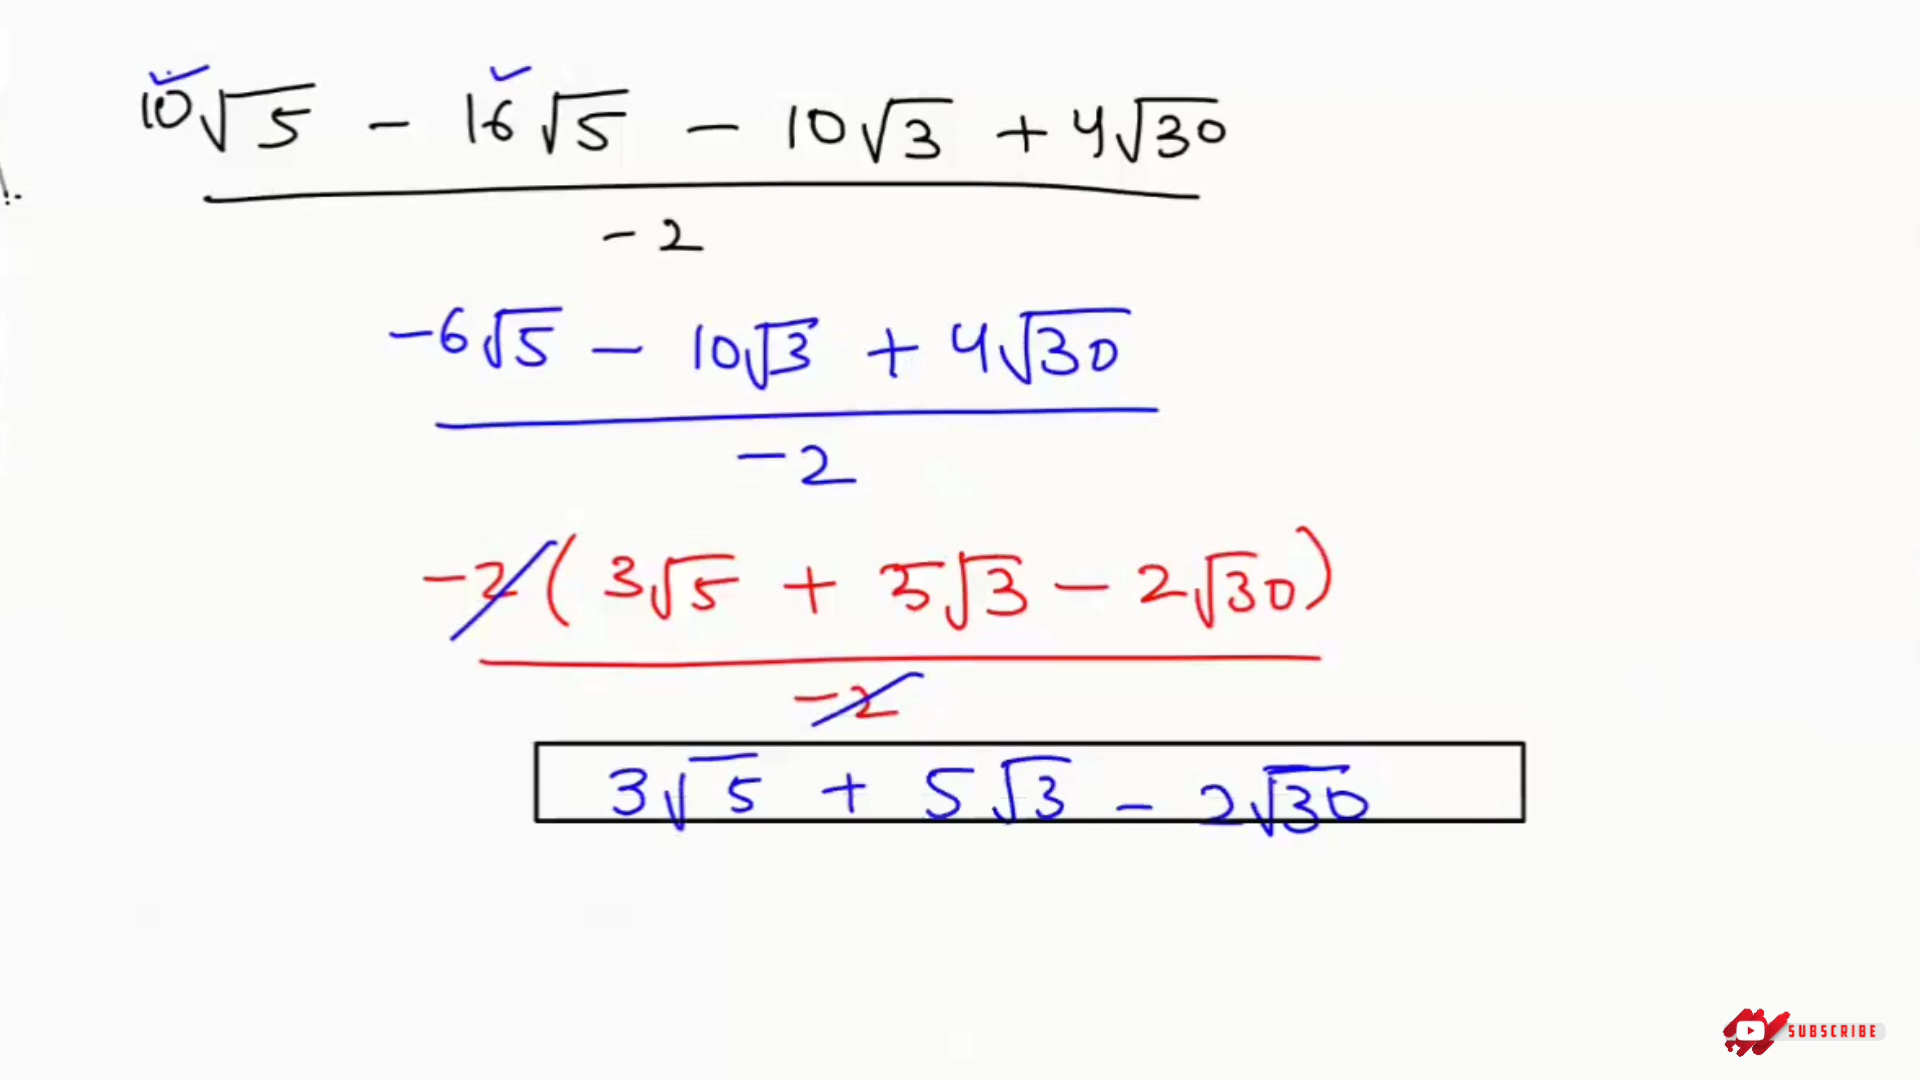 10√5 - 16√5 - 10√3 + 4√30
-2
-6√5 - 10√3 + 4√30
-2
-2(3√5 + 5√3 - 2√30)
-2
3√5 + 5√3 - 2√30
SUBSCRIBE